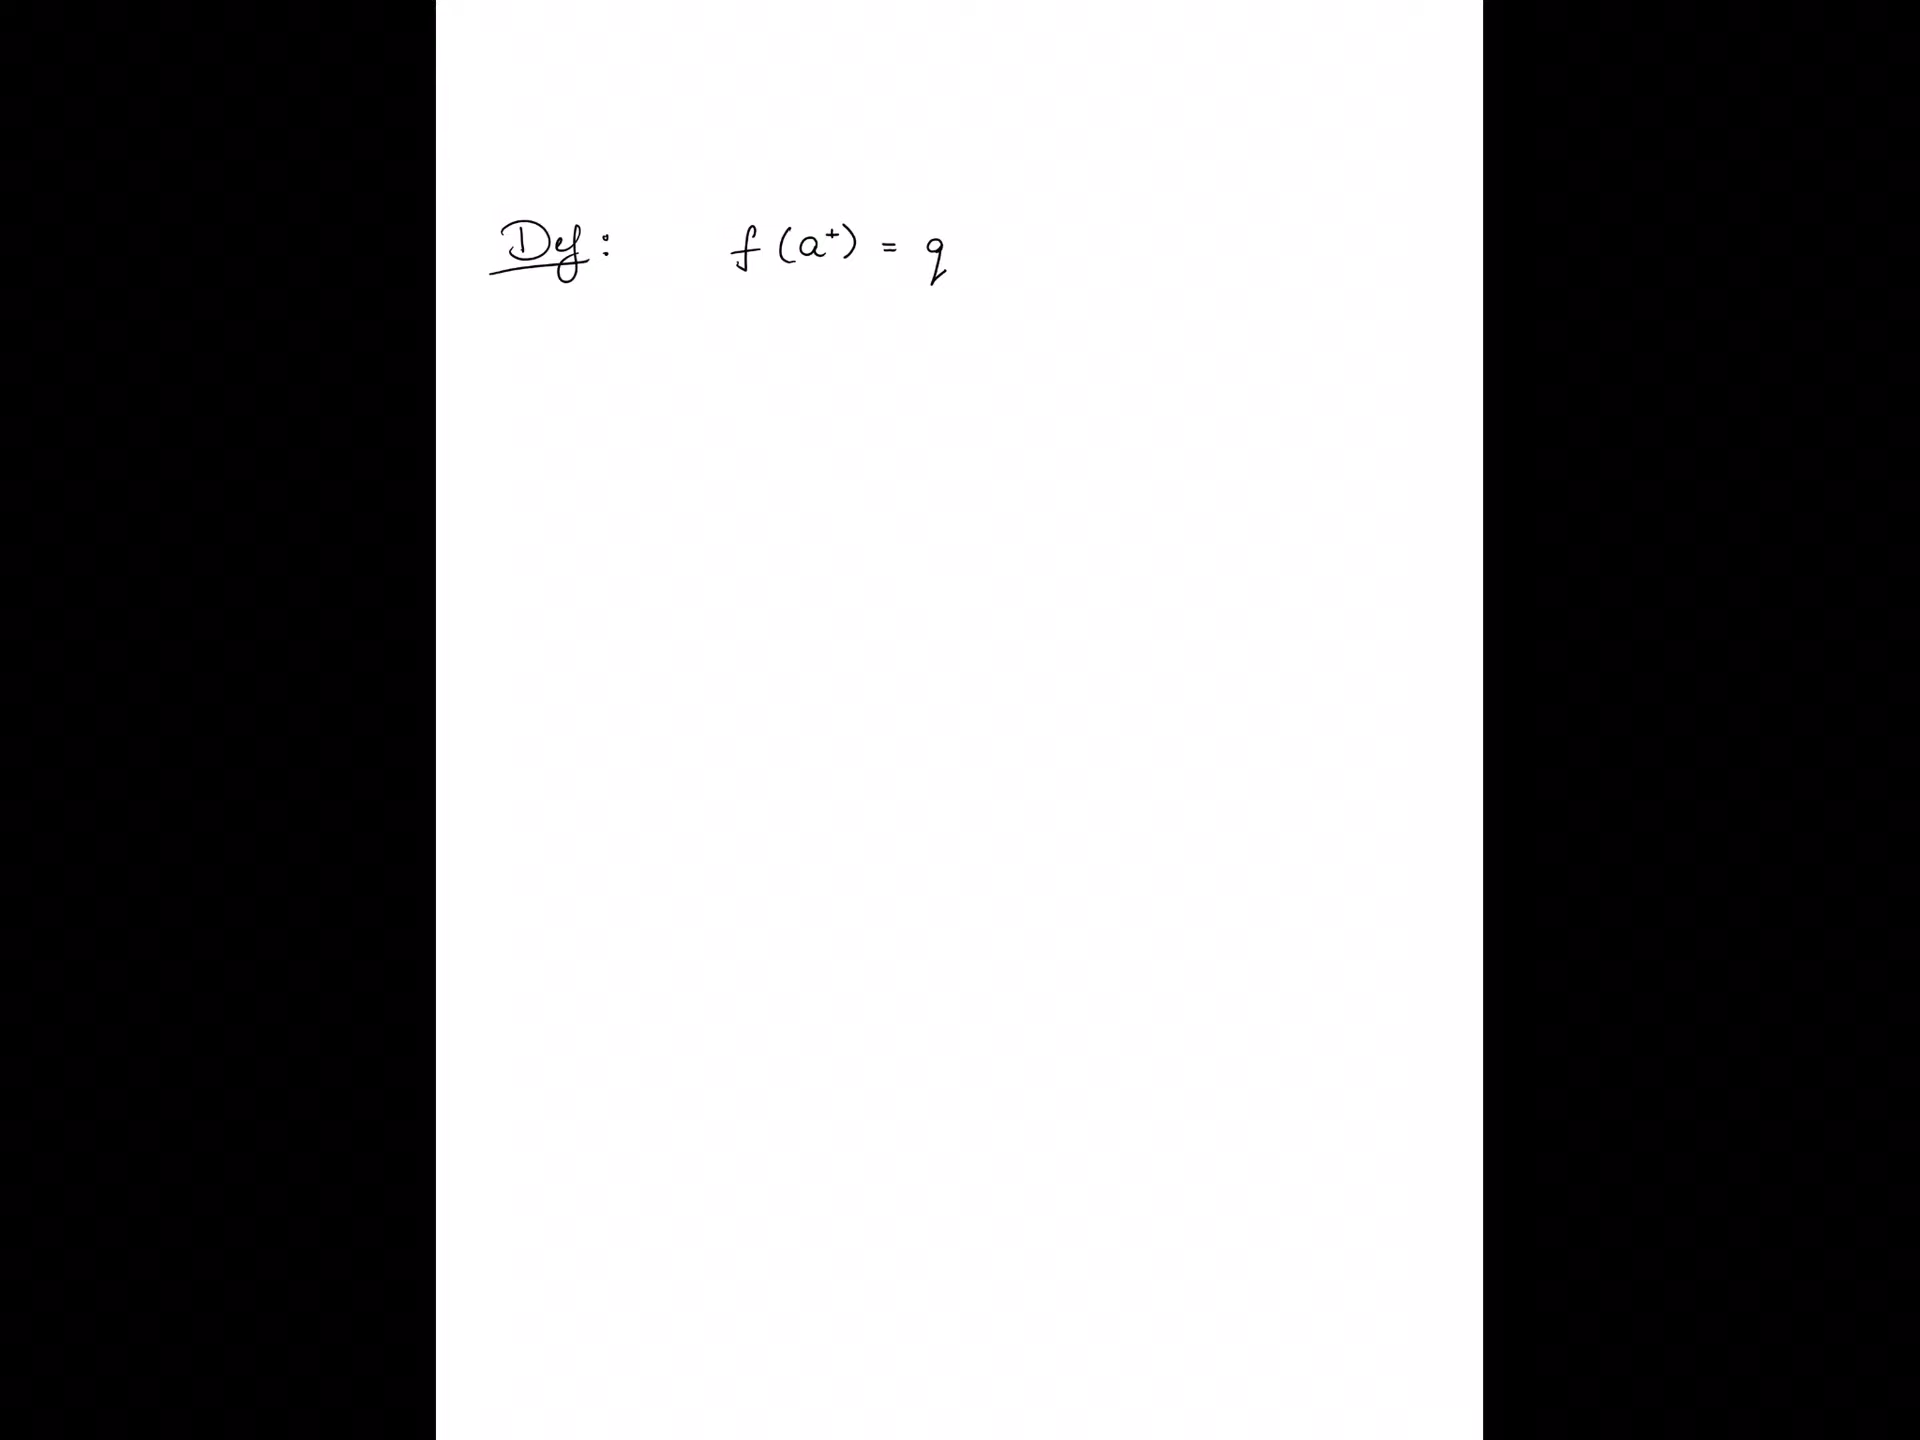 Def: f(a⁺) = q